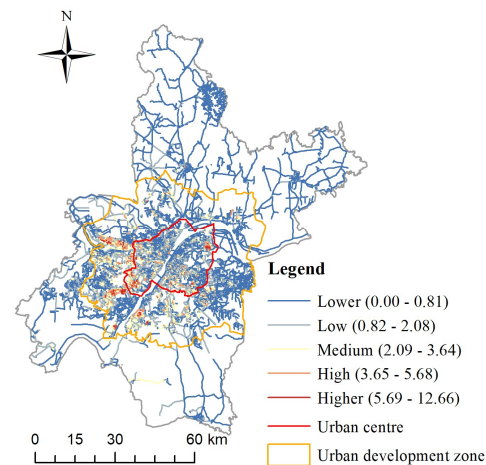 N
Legend
Lower (0.00 - 0.81)
Low (0.82 - 2.08)
Medium (2.09 - 3.64)
High (3.65 - 5.68)
Higher (5.69 - 12.66)
Urban centre
Urban development zone
0 15 30 60 km